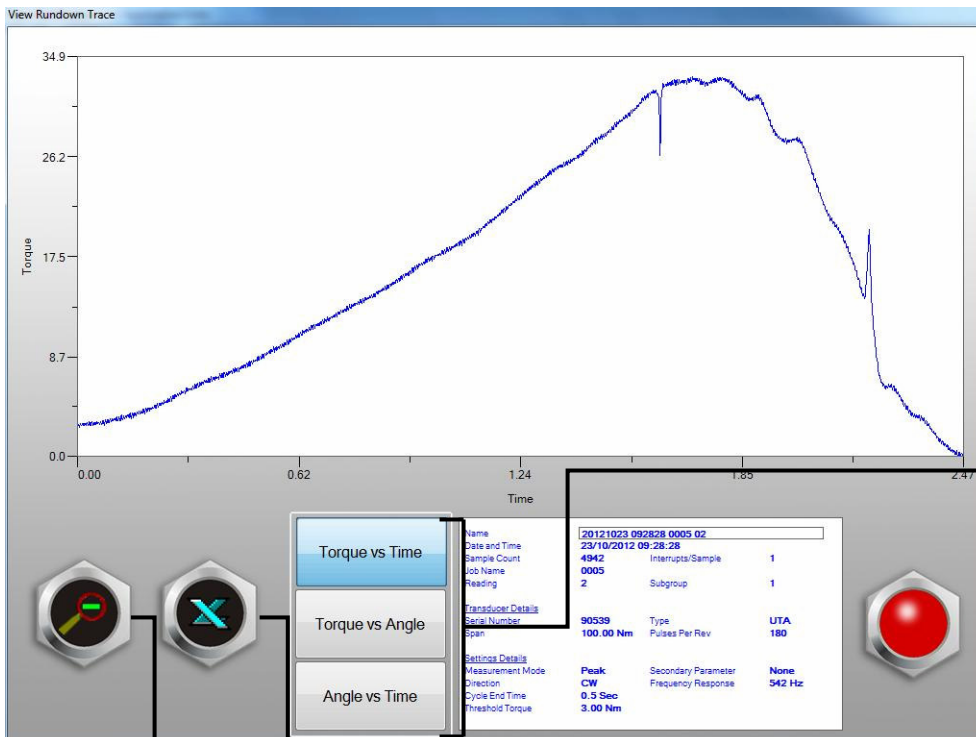 View Rundown Trace
34.9
26.2
17.5
8.7
0.0
Torque
0.00 0.62 1.24 1.85 2.47
Time
Torque vs Time
Torque vs Angle
Angle vs Time
Name 20121023 092828 0005 02
Date and Time 23/10/2012 09:28:28
Sample Count 4942 Interrupts/Sample 1
Job Name 0005
Reading 2 Subgroup 1
Transducer Details
Serial Number 90539 Type UTA
Span 100.00 Nm Pulses Per Rev 180
Settings Details
Measurement Mode Peak Secondary Parameter None
Direction CW Frequency Response 542 Hz
Cycle End Time 0.5 Sec
Threshold Torque 3.00 Nm